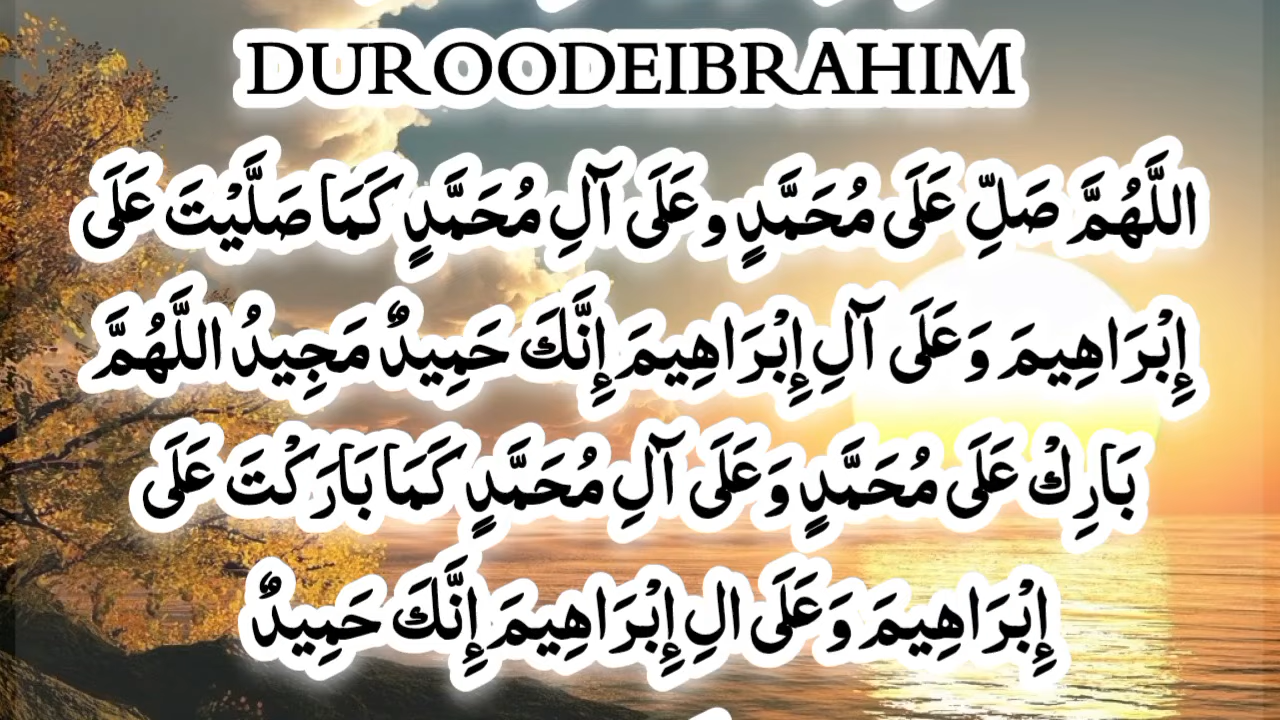 DUROODEIBRAHIM
اللَّهُمَّ صَلِّ عَلَى مُحَمَّدٍ وعَلَى آلِ مُحَمَّدٍ كَمَا صَلَّيْتَ عَلَى
إِبْرَاهِيمَ وَعَلَى آلِ إِبْرَاهِيمَ إِنَّكَ حَمِيدٌ مَجِيدُ اللَّهُمَّ
بَارِكْ عَلَى مُحَمَّدٍ وَعَلَى آلِ مُحَمَّدٍ كَمَا بَارَكْتَ عَلَى
إِبْرَاهِيمَ وَعَلَى الِ إِبْرَاهِيمَ إِنَّكَ حَمِيدٌ